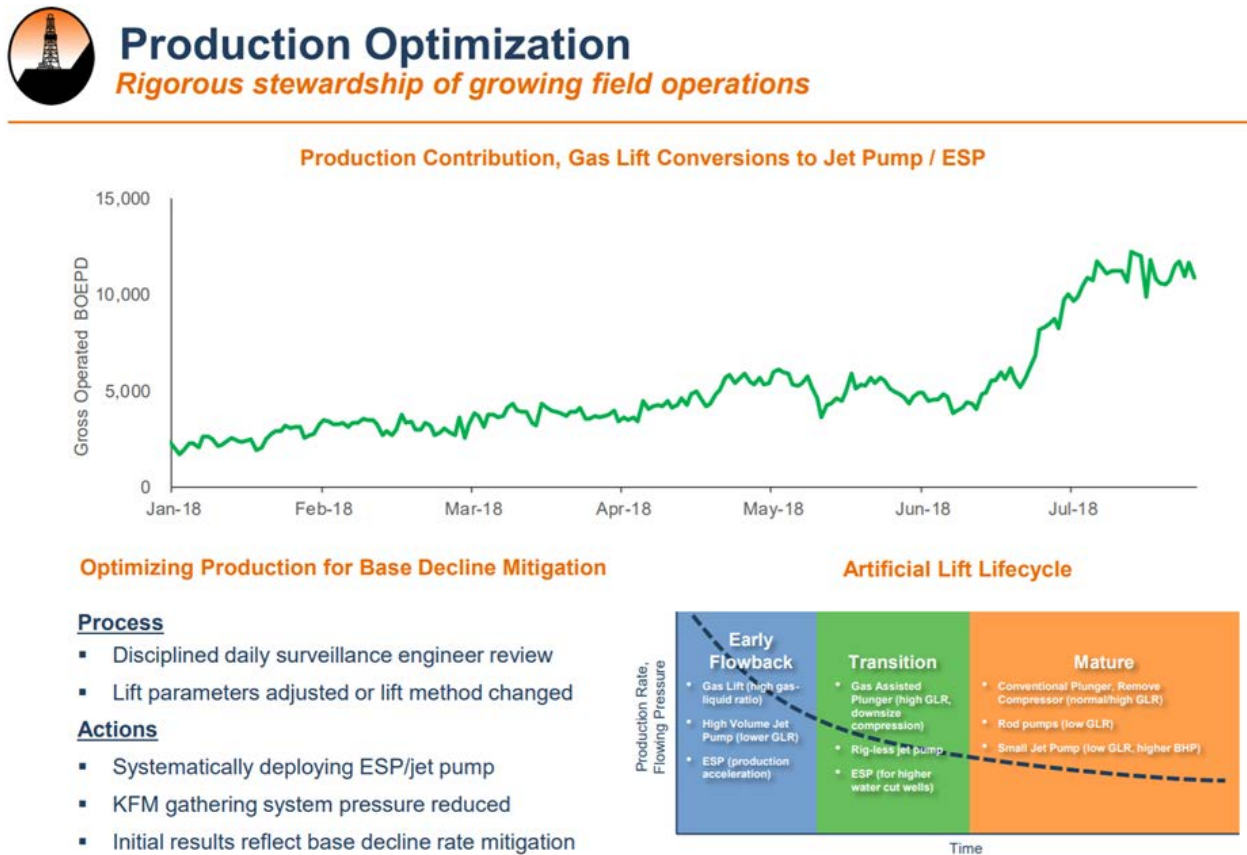 Production Optimization
Rigorous stewardship of growing field operations
Production Contribution, Gas Lift Conversions to Jet Pump / ESP
Gross Operated BOEPD
15,000
10,000
5,000
0
Jan-18
Feb-18
Mar-18
Apr-18
May-18
Jun-18
Jul-18
Optimizing Production for Base Decline Mitigation
Process
▪ Disciplined daily surveillance engineer review
▪ Lift parameters adjusted or lift method changed
Actions
▪ Systematically deploying ESP/jet pump
▪ KFM gathering system pressure reduced
▪ Initial results reflect base decline rate mitigation
Artificial Lift Lifecycle
Production Rate,
Flowing Pressure
Early
Flowback
• Gas Lift (high gas-
liquid ratio)
• High Volume Jet
Pump (lower GLR)
• ESP (production
acceleration)
Transition
• Gas Assisted
Plunger (high GLR,
downsize
compression)
• Rig-less jet pump
• ESP (for higher
water cut wells)
Mature
• Conventional Plunger, Remove
Compressor (normal/high GLR)
• Rod pumps (low GLR)
• Small Jet Pump (low GLR, higher BHP)
Time